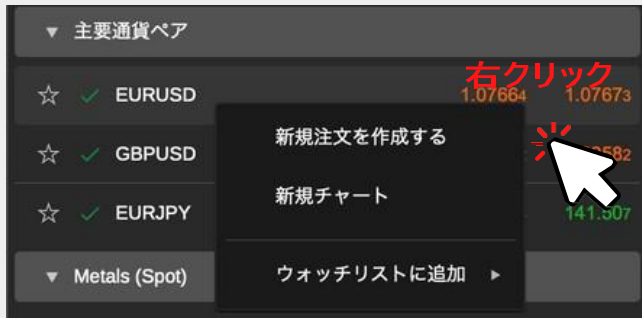 主要通貨ペア
右クリック
EURUSD 1.07664 1.07673
新規注文を作成する
GBPUSD
新規チャート
EURJPY 141.507
Metals (Spot) ウォッチリストに追加